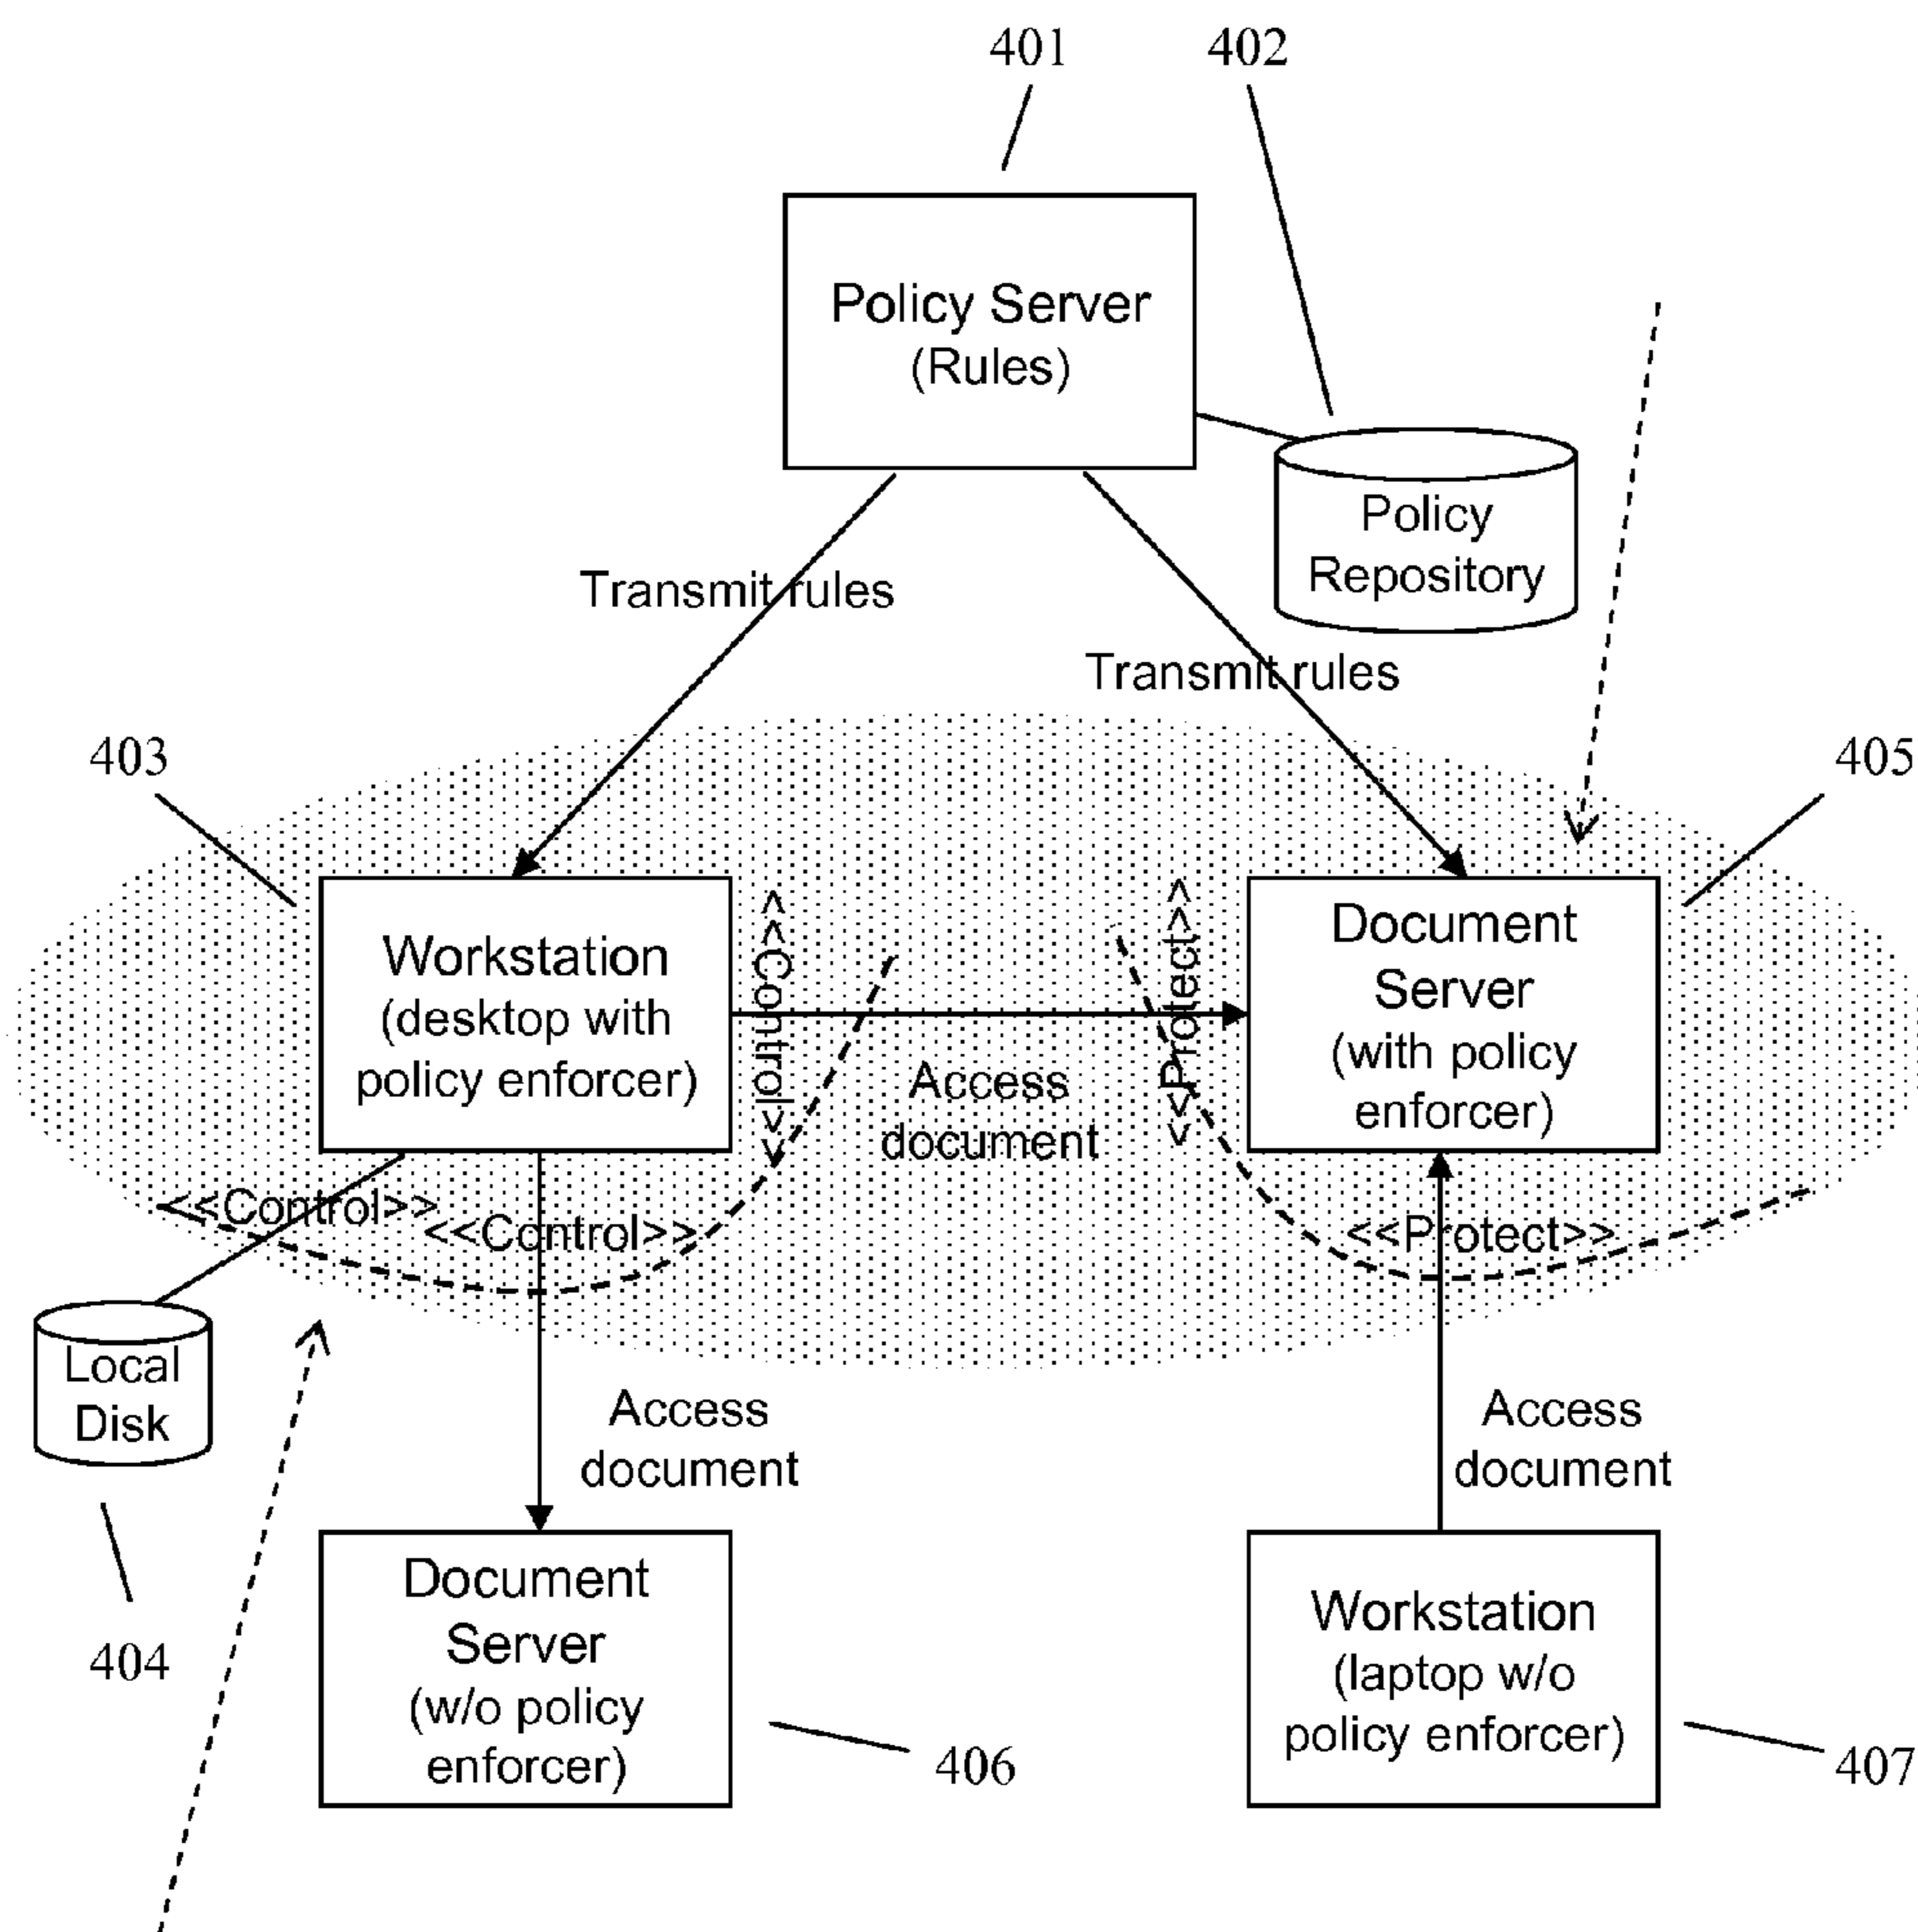 401
402
Policy Server
(Rules)
Policy
Repository
Transmit rules
Transmit rules
403
405
Workstation
(desktop with
policy enforcer)
<<Control>>
Access
document
<<Protect>>
Document
Server
(with policy
enforcer)
<<Control>>
<<Control>>
<<Protect>>
Local
Disk
Access
document
Access
document
404
Document
Server
(w/o policy
enforcer)
406
Workstation
(laptop w/o
policy enforcer)
407